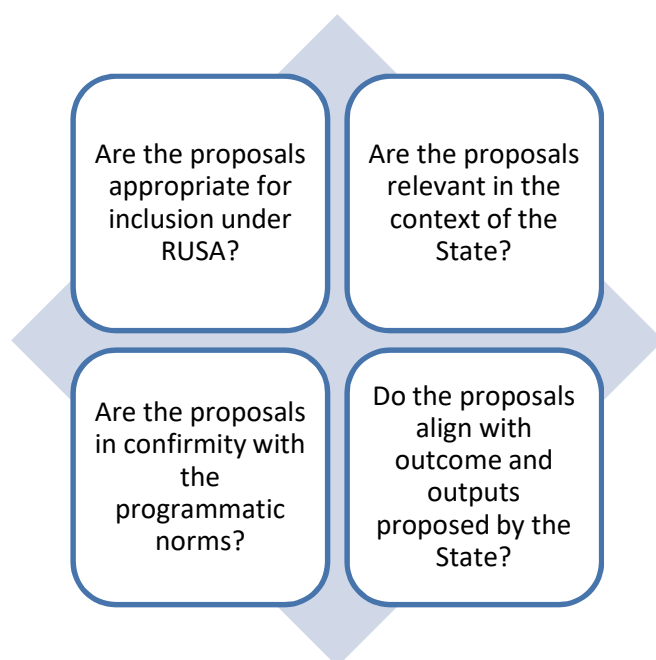 Are the proposals
appropriate for
inclusion under
RUSA?
Are the proposals
relevant in the
context of the
State?
Are the proposals
in confirmity with
the
programmatic
norms?
Do the proposals
align with
outcome and
outputs
proposed by the
State?